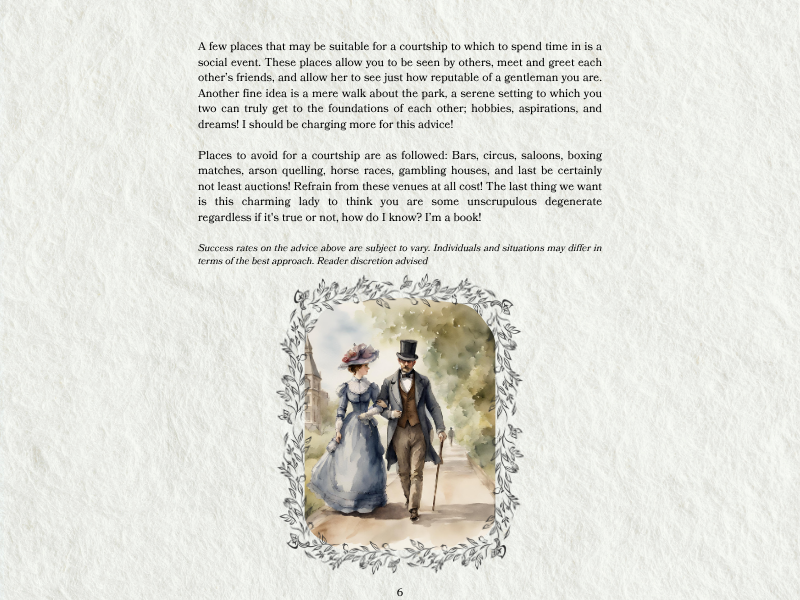 A few places that may be suitable for a courtship to which to spend time in is a
social event. These places allow you to be seen by others, meet and greet each
other's friends, and allow her to see just how reputable of a gentleman you are.
Another fine idea is a mere walk about the park, a serene setting to which you
two can truly get to the foundations of each other; hobbies, aspirations, and
dreams! I should be charging more for this advice!
Places to avoid for a courtship are as followed: Bars, circus, saloons, boxing
matches, arson quelling, horse races, gambling houses, and last be certainly
not least auctions! Refrain from these venues at all cost! The last thing we want
is this charming lady to think you are some unscrupulous degenerate
regardless if it's true or not, how do I know? I'm a book!
Success rates on the advice above are subject to vary. Individuals and situations may differ in
terms of the best approach. Reader discretion advised
6